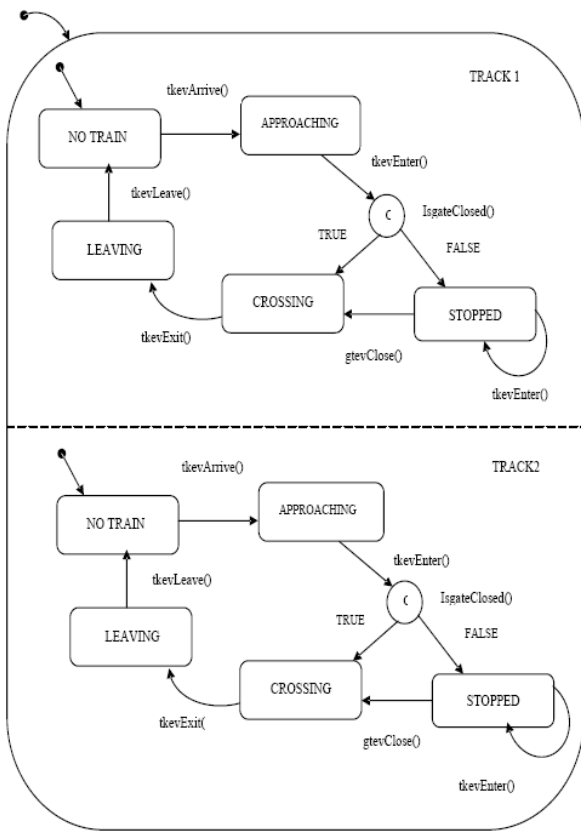 TRACK 1
tkevArrive()
NO TRAIN
APPROACHING
tkevEnter()
tkevLeave()
C
IsgateClosed()
TRUE
FALSE
LEAVING
CROSSING
STOPPED
tkevExit()
gtevClose()
tkevEnter()
TRACK2
tkevArrive()
NO TRAIN
APPROACHING
tkevEnter()
tkevLeave()
C
IsgateClosed()
TRUE
FALSE
LEAVING
CROSSING
STOPPED
tkevExit(
gtevClose()
tkevEnter()